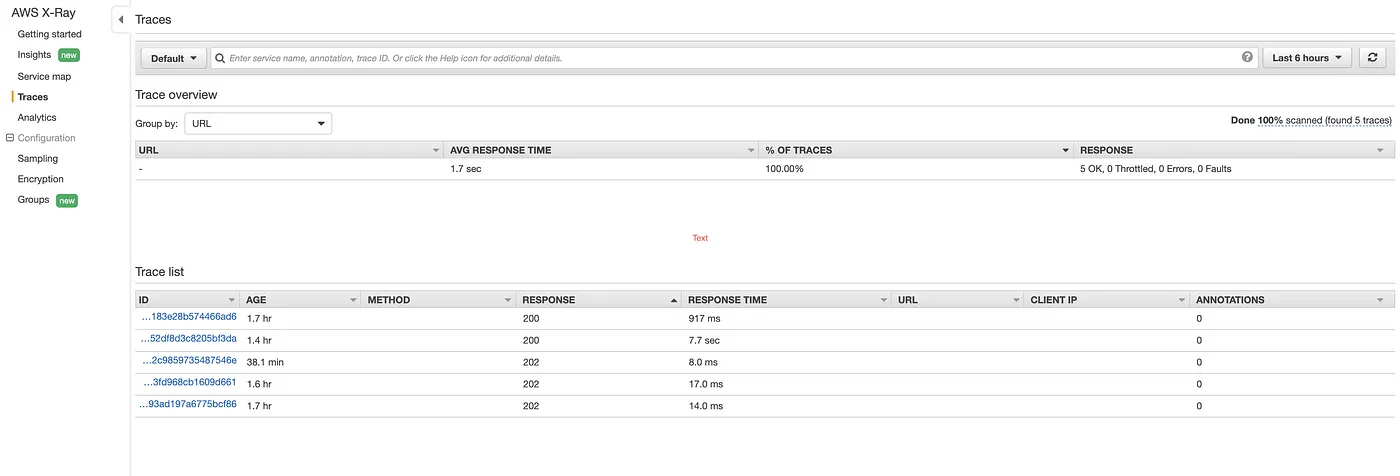 AWS X-Ray
Getting started
Insights new
Service map
Traces
Analytics
Configuration
Sampling
Encryption
Groups new
Traces
Default Enter service name, annotation, trace ID. Or click the Help icon for additional details. ? Last 6 hours
Trace overview
Group by: URL Done 100% scanned (found 5 traces)
URL AVG RESPONSE TIME % OF TRACES RESPONSE
- 1.7 sec 100.00% 5 OK, 0 Throttled, 0 Errors, 0 Faults
Text
Trace list
ID AGE METHOD RESPONSE RESPONSE TIME URL CLIENT IP ANNOTATIONS
...183e28b574466ad6 1.7 hr 200 917 ms 0
...52df8d3c8205bf3da 1.4 hr 200 7.7 sec 0
...2c9859735487546e 38.1 min 202 8.0 ms 0
...3fd968cb1609d661 1.6 hr 202 17.0 ms 0
...93ad197a6775bcf86 1.7 hr 202 14.0 ms 0